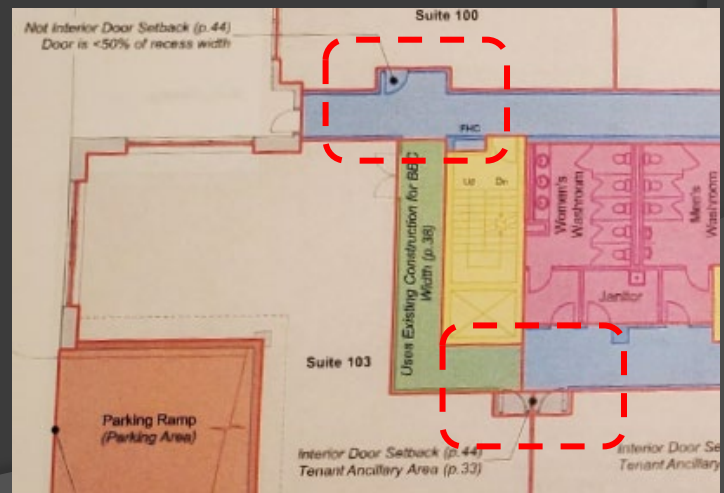 Suite 100
Not Interior Door Setback (p.44)
Door is <50% of recess width
FHC
Up Dn
Uses Existing Construction for BBC
Width (p.38)
Women's
Washroom
Men's
Washroom
Janitor
Suite 103
Parking Ramp
(Parking Area)
Interior Door Setback (p.44)
Tenant Ancillary Area (p.33)
Interior Door Se
Tenant Ancillary